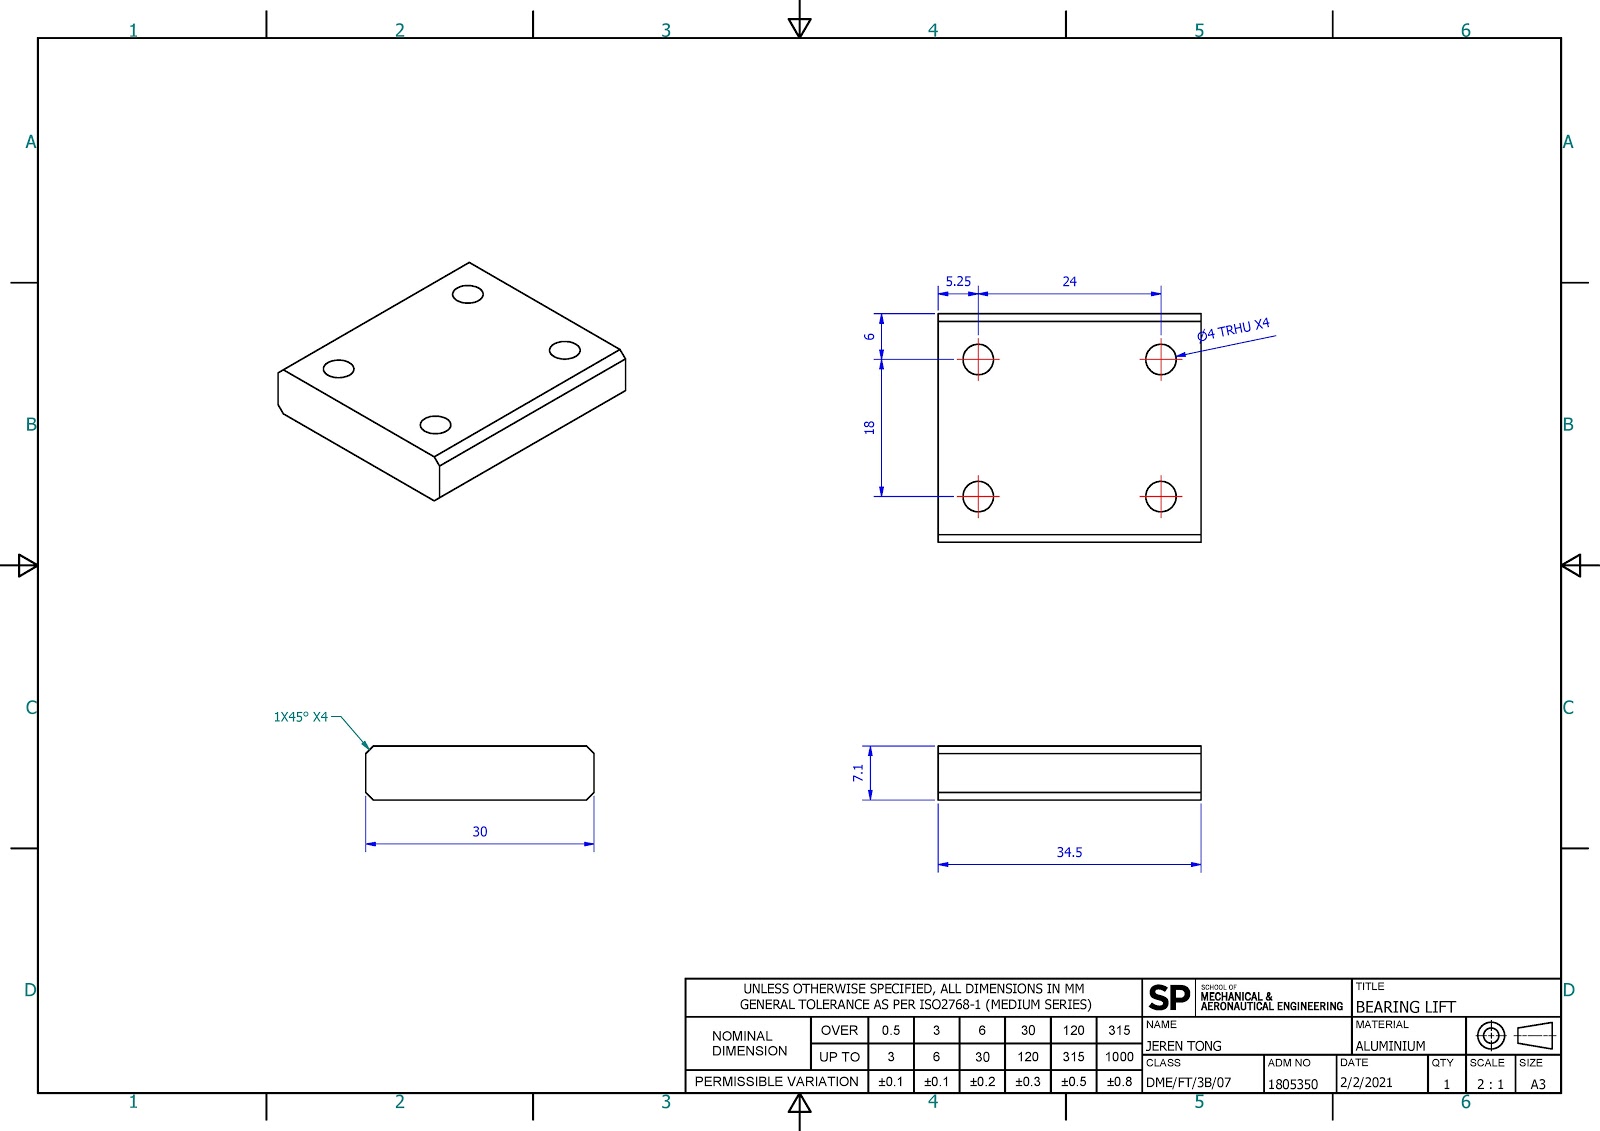 1 2 3 4 5 6
A A
5.25 24
6
Ø4 TRHU X4
18
B B
C C
1X45° X4
7.1
30
34.5
D D
UNLESS OTHERWISE SPECIFIED, ALL DIMENSIONS IN MM
GENERAL TOLERANCE AS PER ISO2768-1 (MEDIUM SERIES)
NOMINAL
DIMENSION
OVER 0.5 3 6 30 120 315
UP TO 3 6 30 120 315 1000
PERMISSIBLE VARIATION ±0.1 ±0.1 ±0.2 ±0.3 ±0.5 ±0.8
SP
SCHOOL OF
MECHANICAL &
AERONAUTICAL ENGINEERING
TITLE
BEARING LIFT
NAME
JEREN TONG
MATERIAL
ALUMINIUM
CLASS
DME/FT/3B/07
ADM NO
1805350
DATE
2/2/2021
QTY
1
SCALE
2 : 1
SIZE
A3
1 2 3 4 5 6